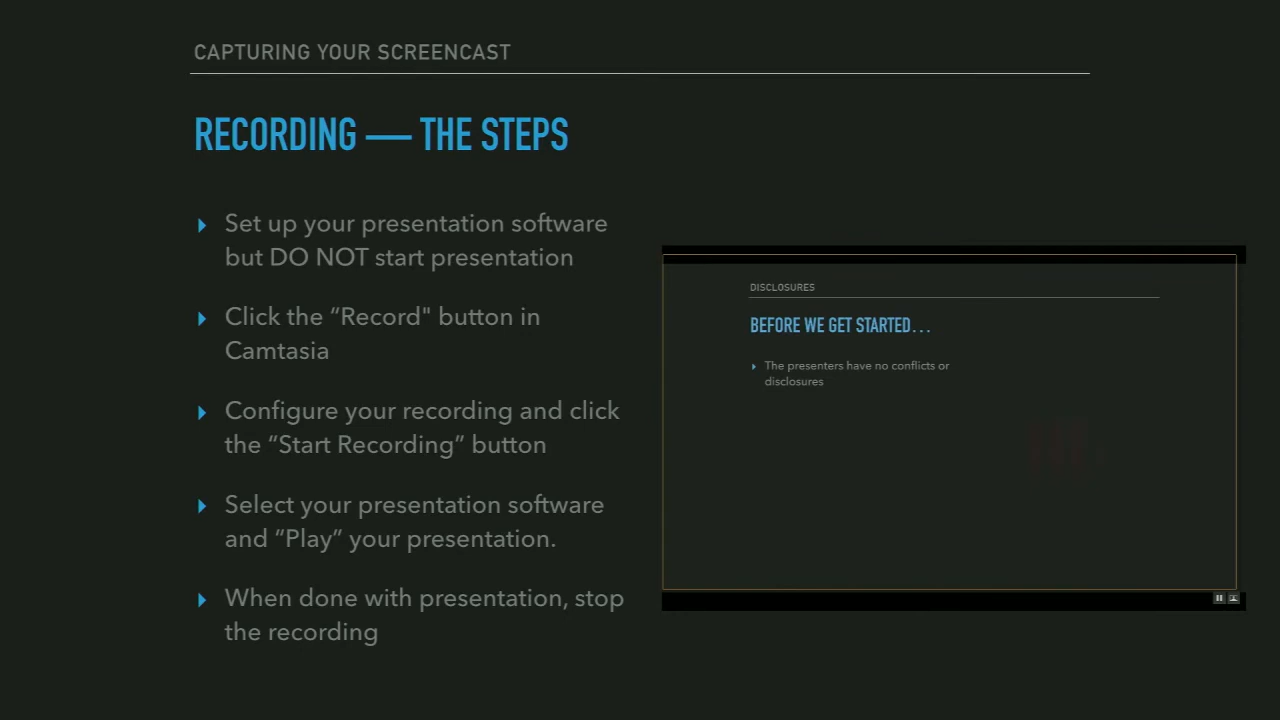 CAPTURING YOUR SCREENCAST
RECORDING — THE STEPS
Set up your presentation software
but DO NOT start presentation
Click the “Record" button in
Camtasia
Configure your recording and click
the “Start Recording” button
Select your presentation software
and “Play” your presentation.
When done with presentation, stop
the recording
DISCLOSURES
BEFORE WE GET STARTED...
The presenters have no conflicts or
disclosures